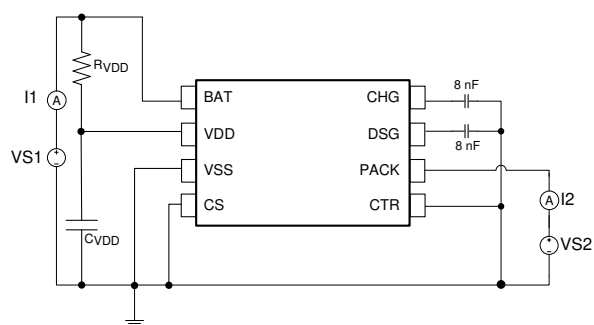 8 nF
RVDD
I1
A
BAT
CHG
VS1
VDD
DSG
8 nF
VSS
PACK
CS
CTR
A
I2
CVDD
VS2